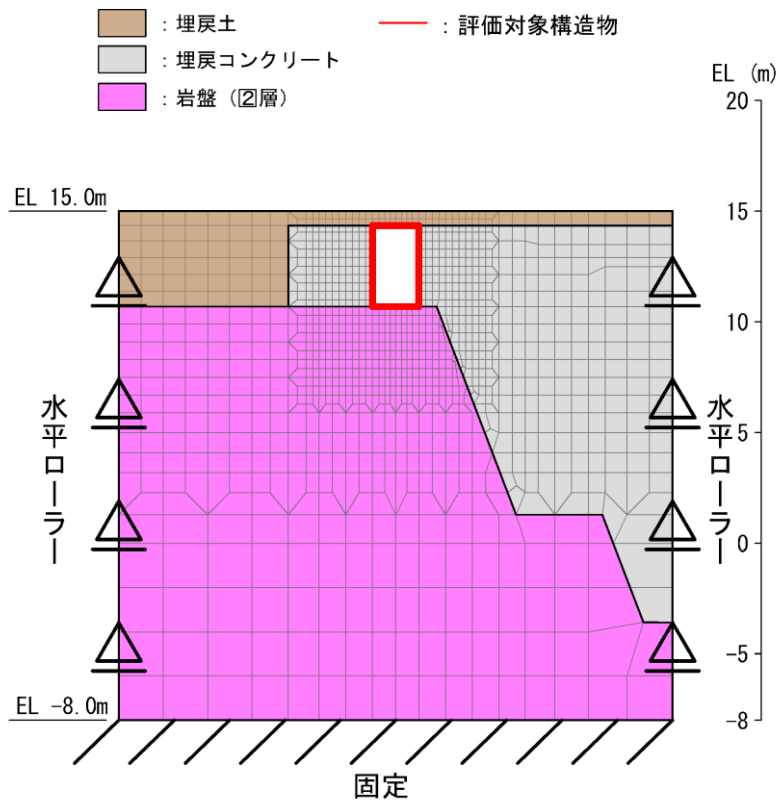 ：埋戻土
：評価対象構造物
：埋戻コンクリート
：岩盤（②層）
EL (m)
20
EL 15.0m
15
10
水平ローラー
水平ローラー
5
0
-5
EL -8.0m
-8
固定